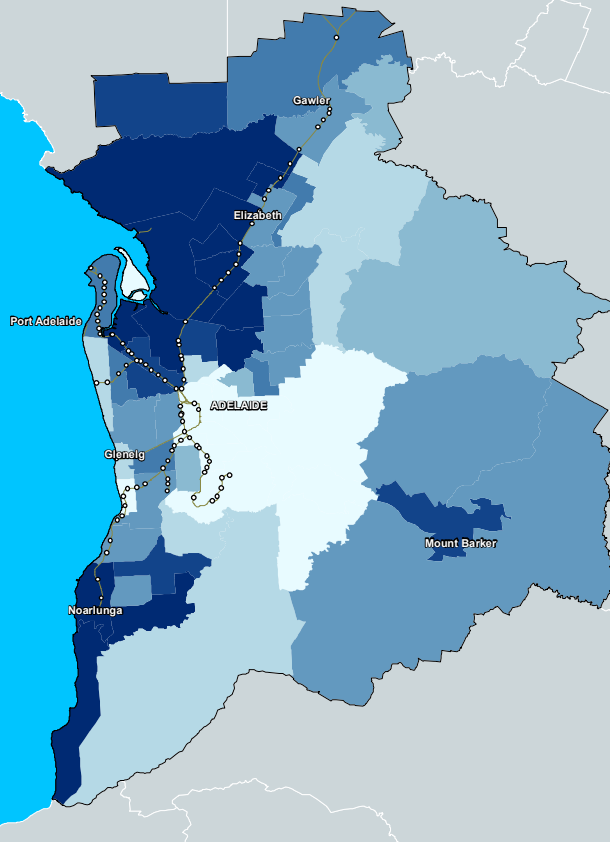 Gawler
Elizabeth
Port Adelaide
ADELAIDE
Glenelg
Mount Barker
Noarlunga